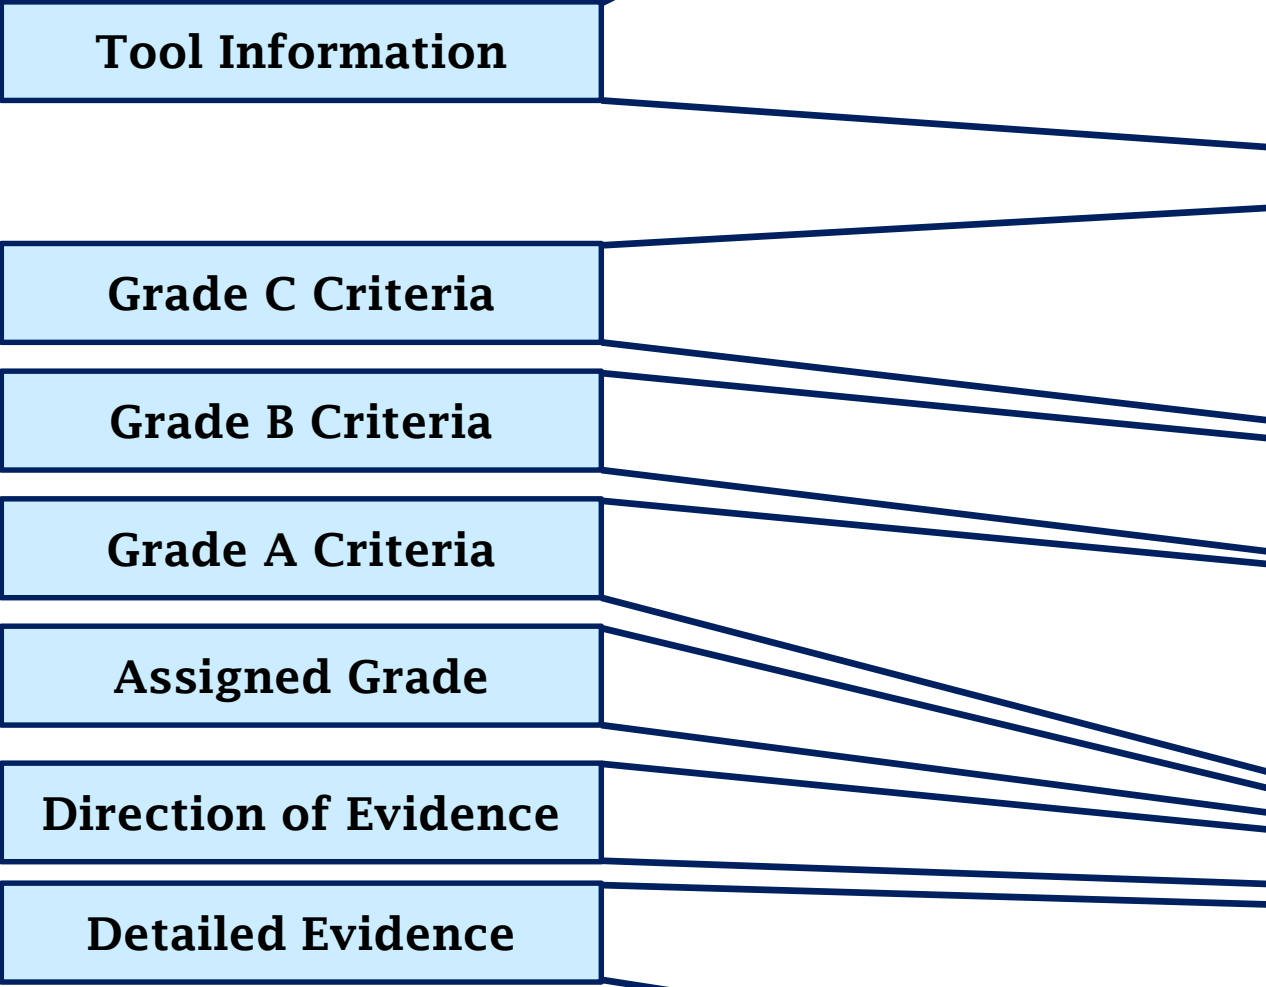 Tool Information
Grade C Criteria
Grade B Criteria
Grade A Criteria
Assigned Grade
Direction of Evidence
Detailed Evidence